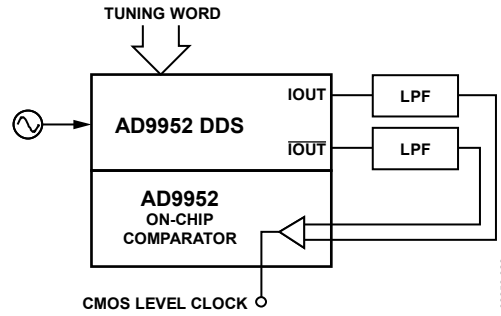 TUNING WORD
IOUT
LPF
AD9952 DDS
IOUT
LPF
AD9952
ON-CHIP
COMPARATOR
CMOS LEVEL CLOCK